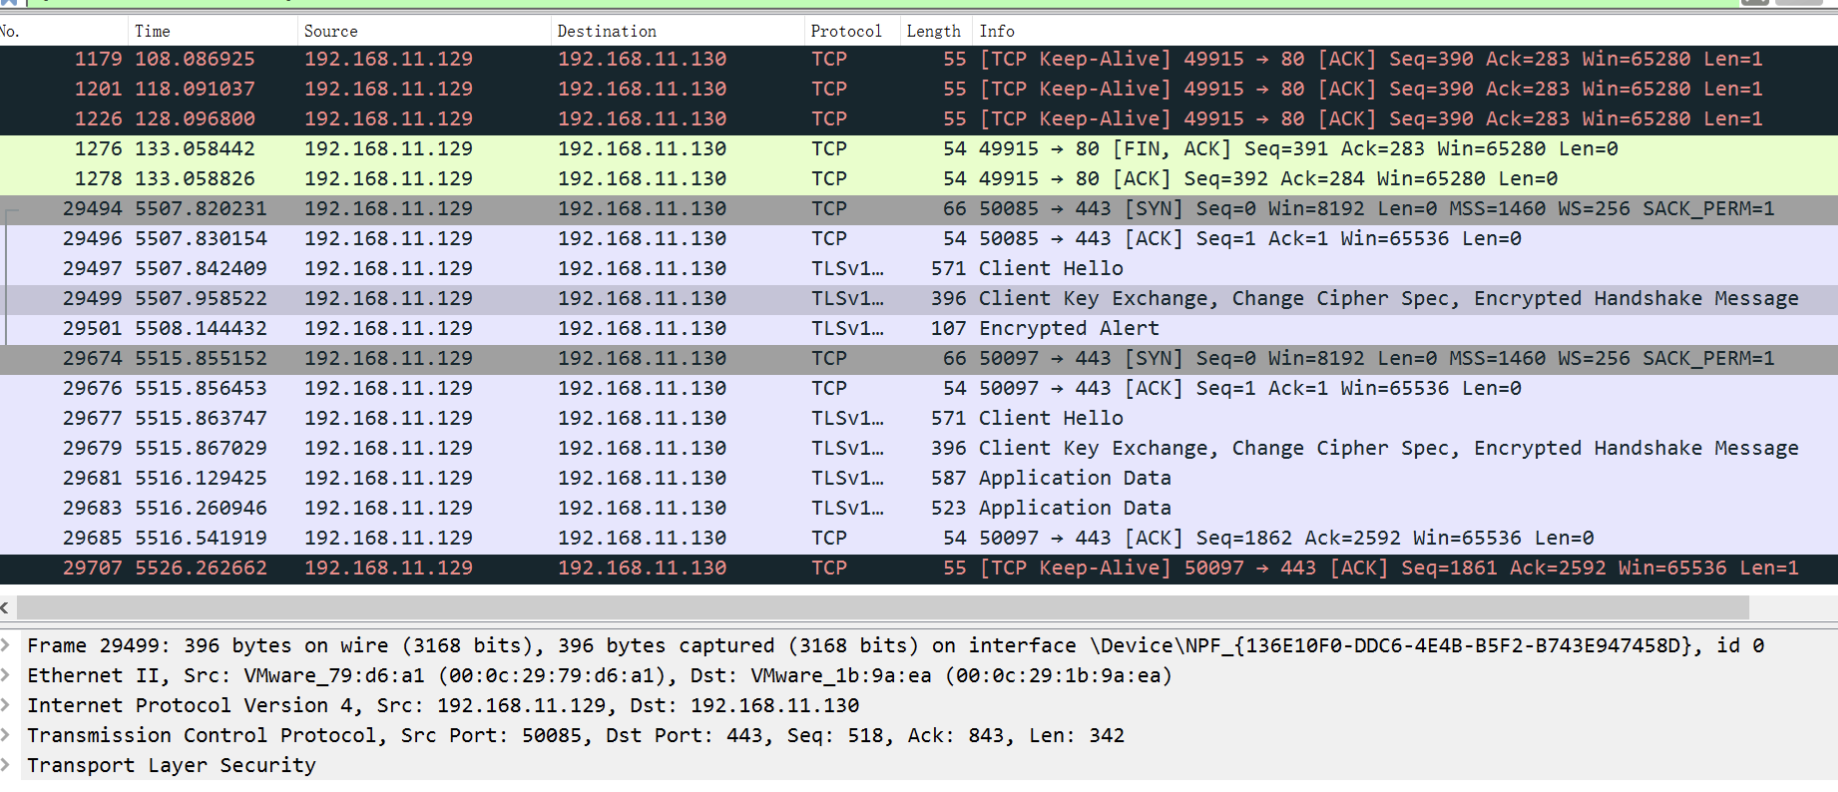 No. Time Source Destination Protocol Length Info
1179 108.086925 192.168.11.129 192.168.11.130 TCP 55 [TCP Keep-Alive] 49915 → 80 [ACK] Seq=390 Ack=283 Win=65280 Len=1
1201 118.091037 192.168.11.129 192.168.11.130 TCP 55 [TCP Keep-Alive] 49915 → 80 [ACK] Seq=390 Ack=283 Win=65280 Len=1
1226 128.096800 192.168.11.129 192.168.11.130 TCP 55 [TCP Keep-Alive] 49915 → 80 [ACK] Seq=390 Ack=283 Win=65280 Len=1
1276 133.058442 192.168.11.129 192.168.11.130 TCP 54 49915 → 80 [FIN, ACK] Seq=391 Ack=283 Win=65280 Len=0
1278 133.058826 192.168.11.129 192.168.11.130 TCP 54 49915 → 80 [ACK] Seq=392 Ack=284 Win=65280 Len=0
29494 5507.820231 192.168.11.129 192.168.11.130 TCP 66 50085 → 443 [SYN] Seq=0 Win=8192 Len=0 MSS=1460 WS=256 SACK_PERM=1
29496 5507.830154 192.168.11.129 192.168.11.130 TCP 54 50085 → 443 [ACK] Seq=1 Ack=1 Win=65536 Len=0
29497 5507.842409 192.168.11.129 192.168.11.130 TLSv1… 571 Client Hello
29499 5507.958522 192.168.11.129 192.168.11.130 TLSv1… 396 Client Key Exchange, Change Cipher Spec, Encrypted Handshake Message
29501 5508.144432 192.168.11.129 192.168.11.130 TLSv1… 107 Encrypted Alert
29674 5515.855152 192.168.11.129 192.168.11.130 TCP 66 50097 → 443 [SYN] Seq=0 Win=8192 Len=0 MSS=1460 WS=256 SACK_PERM=1
29676 5515.856453 192.168.11.129 192.168.11.130 TCP 54 50097 → 443 [ACK] Seq=1 Ack=1 Win=65536 Len=0
29677 5515.863747 192.168.11.129 192.168.11.130 TLSv1… 571 Client Hello
29679 5515.867029 192.168.11.129 192.168.11.130 TLSv1… 396 Client Key Exchange, Change Cipher Spec, Encrypted Handshake Message
29681 5516.129425 192.168.11.129 192.168.11.130 TLSv1… 587 Application Data
29683 5516.260946 192.168.11.129 192.168.11.130 TLSv1… 523 Application Data
29685 5516.541919 192.168.11.129 192.168.11.130 TCP 54 50097 → 443 [ACK] Seq=1862 Ack=2592 Win=65536 Len=0
29707 5526.262662 192.168.11.129 192.168.11.130 TCP 55 [TCP Keep-Alive] 50097 → 443 [ACK] Seq=1861 Ack=2592 Win=65536 Len=1
Frame 29499: 396 bytes on wire (3168 bits), 396 bytes captured (3168 bits) on interface \Device\NPF_{136E10F0-DDC6-4E4B-B5F2-B743E947458D}, id 0
Ethernet II, Src: VMware_79:d6:a1 (00:0c:29:79:d6:a1), Dst: VMware_1b:9a:ea (00:0c:29:1b:9a:ea)
Internet Protocol Version 4, Src: 192.168.11.129, Dst: 192.168.11.130
Transmission Control Protocol, Src Port: 50085, Dst Port: 443, Seq: 518, Ack: 843, Len: 342
Transport Layer Security